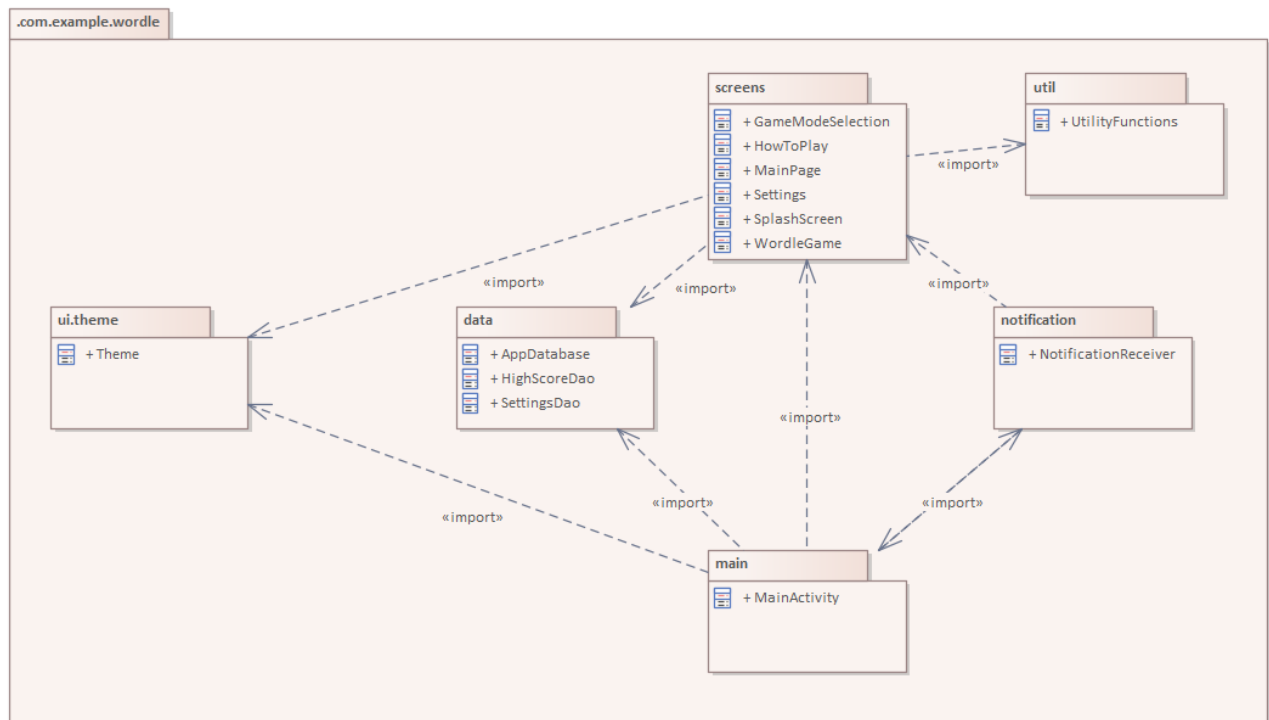 .com.example.wordle
screens
+ GameModeSelection
+ HowToPlay
+ MainPage
+ Settings
+ SplashScreen
+ WordleGame
util
+ UtilityFunctions
«import»
«import»
«import»
«import»
ui.theme
+ Theme
data
+ AppDatabase
+ HighScoreDao
+ SettingsDao
notification
+ NotificationReceiver
«import»
«import»
«import»
«import»
main
+ MainActivity